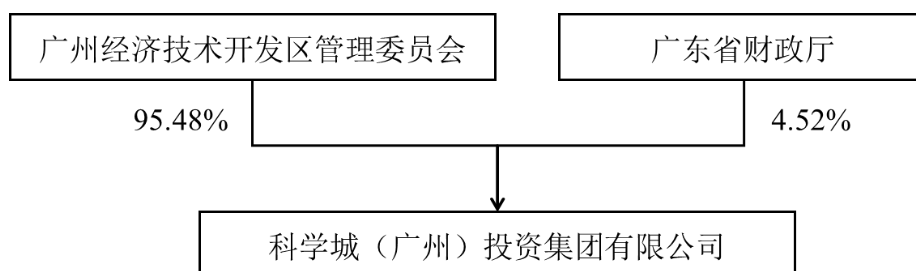 广州经济技术开发区管理委员会
广东省财政厅
95.48%
4.52%
科学城（广州）投资集团有限公司